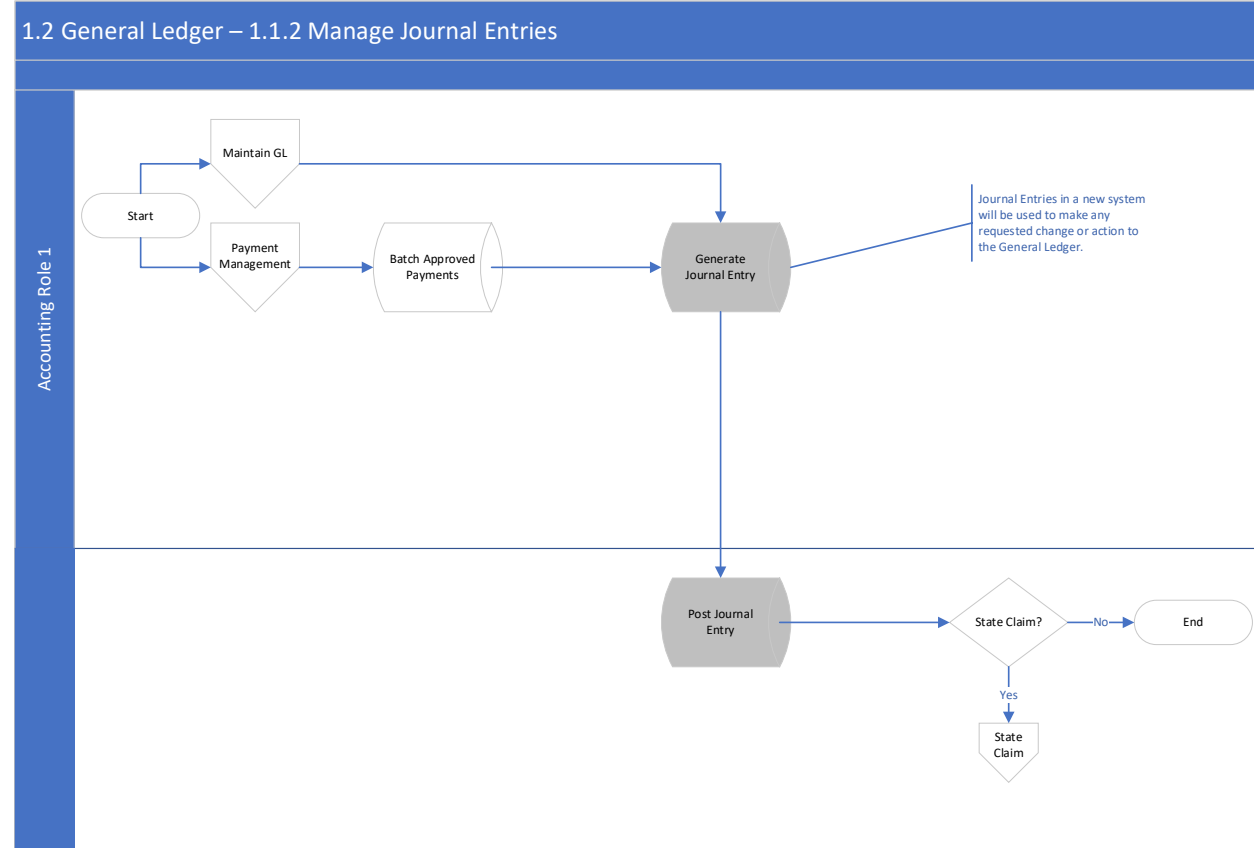 1.2 General Ledger – 1.1.2 Manage Journal Entries
Accounting Role 1
Maintain GL
Start
Payment
Management
Batch Approved
Payments
Generate
Journal Entry
Journal Entries in a new system
will be used to make any
requested change or action to
the General Ledger.
Post Journal
Entry
State Claim?
No
End
Yes
State
Claim